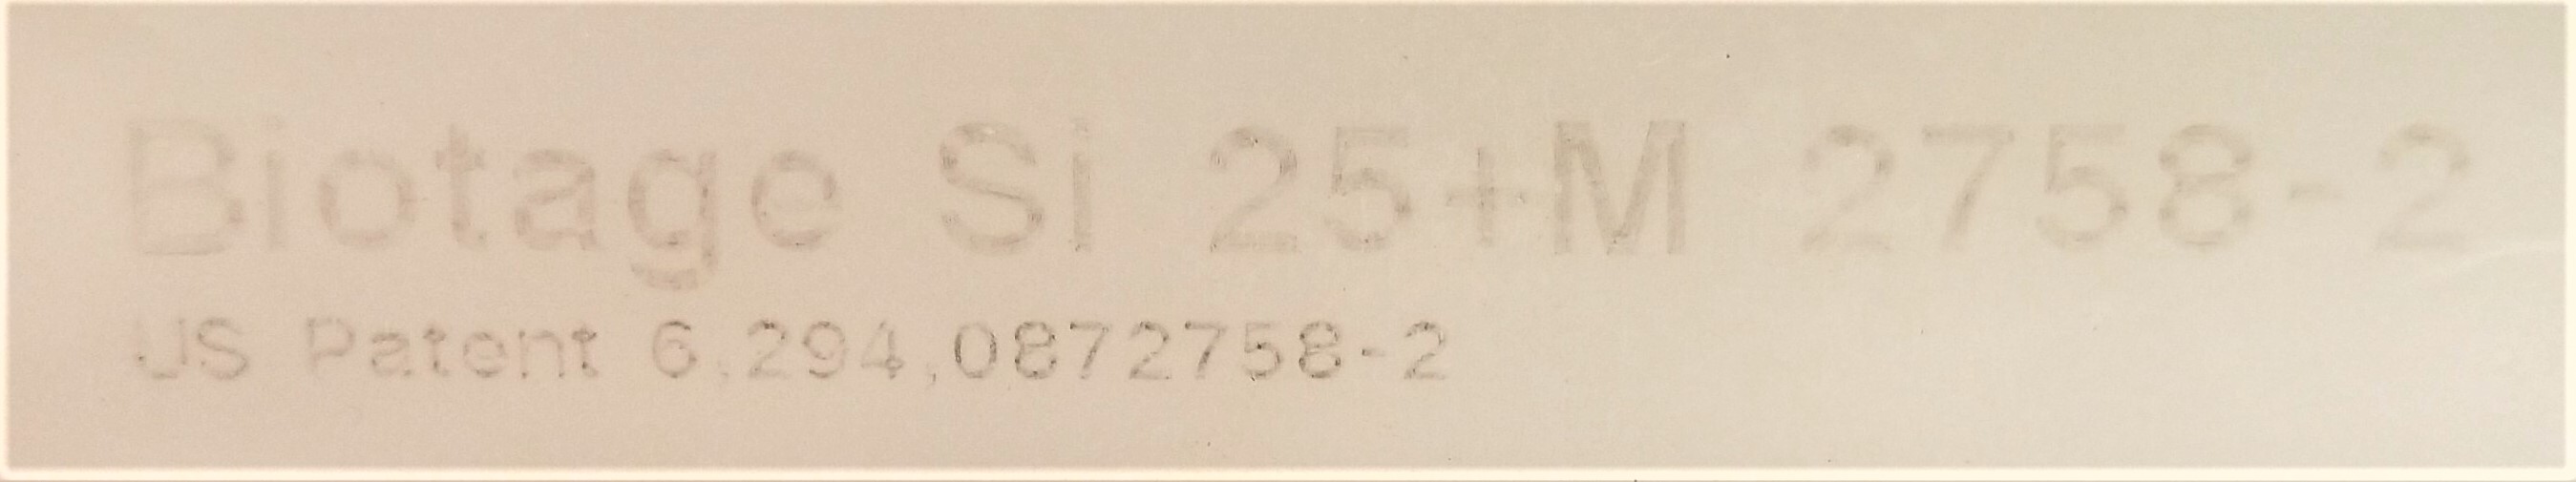 Biotage Si 25+M 2758-2
US Patent 6,294,0872758-2